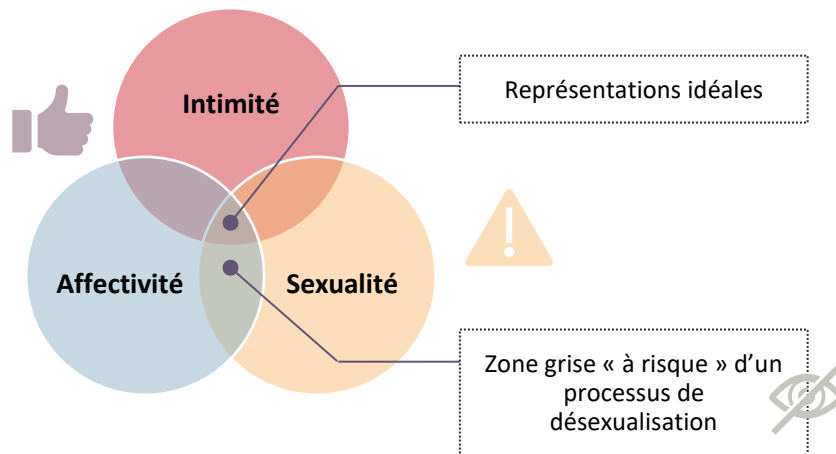 Intimité
Représentations idéales
Affectivité
Sexualité
Zone grise « à risque » d’un
processus de
désexualisation